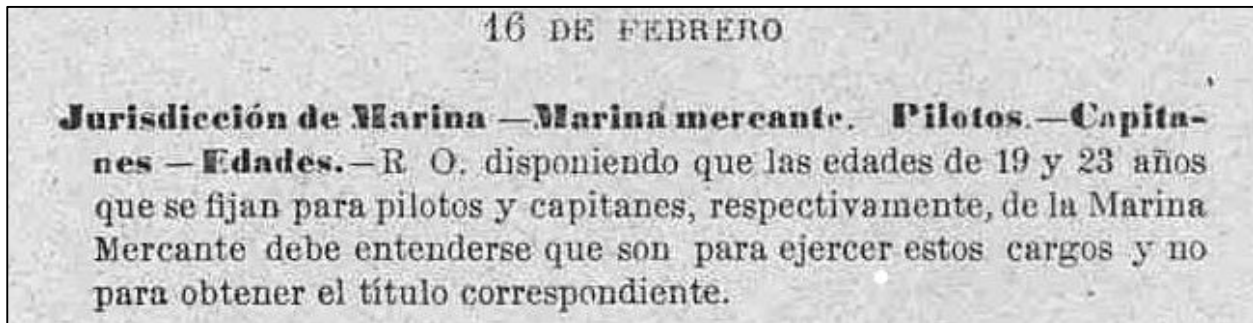 16 DE FEBRERO
Jurisdicción de Marina —Marina mercante. Pilotos.—Capita-
nes — Edades.—R O. disponiendo que las edades de 19 y 23 años
que se fijan para pilotos y capitanes, respectivamente, de la Marina
Mercante debe entenderse que son para ejercer estos cargos y no
para obtener el título correspondiente.